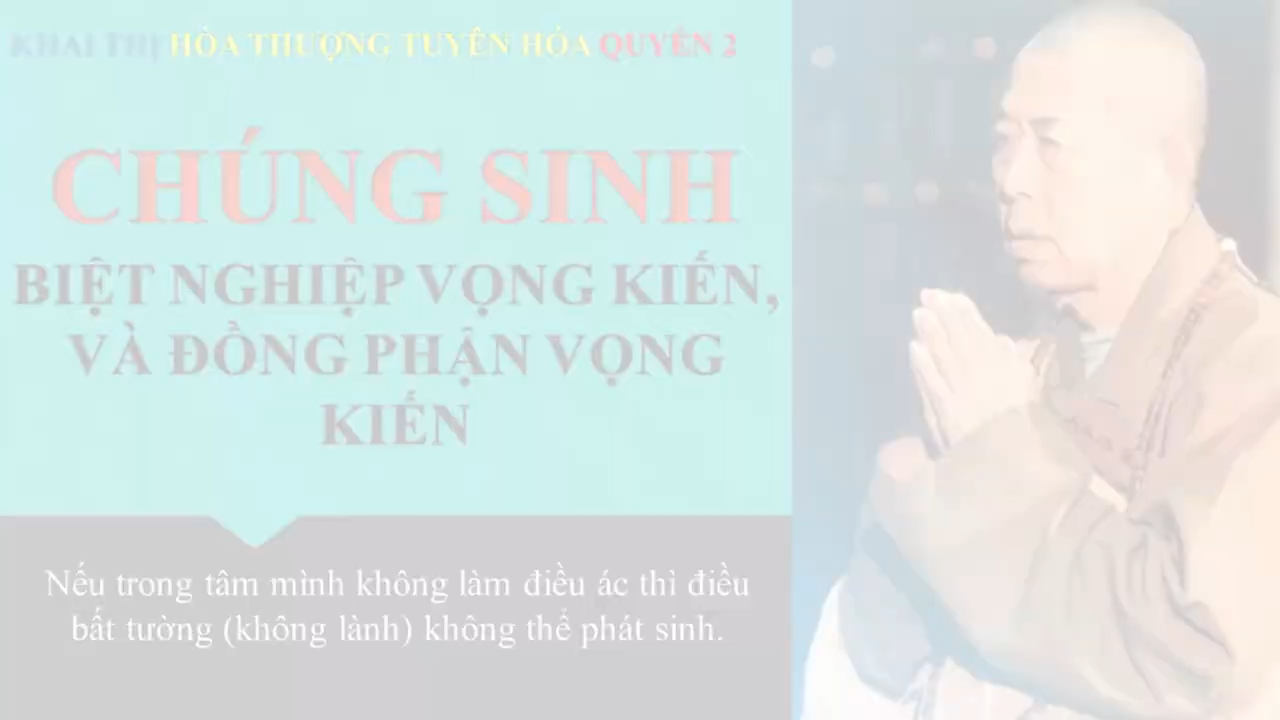 KHAI THỊ HÒA THƯỢNG TUYÊN HÓA QUYỂN 2
CHÚNG SINH
BIỆT NGHIỆP VỌNG KIẾN,
VÀ ĐỒNG PHẬN VỌNG
KIẾN
Nếu trong tâm mình không làm điều ác thì điều
bất tường (không lành) không thể phát sinh.